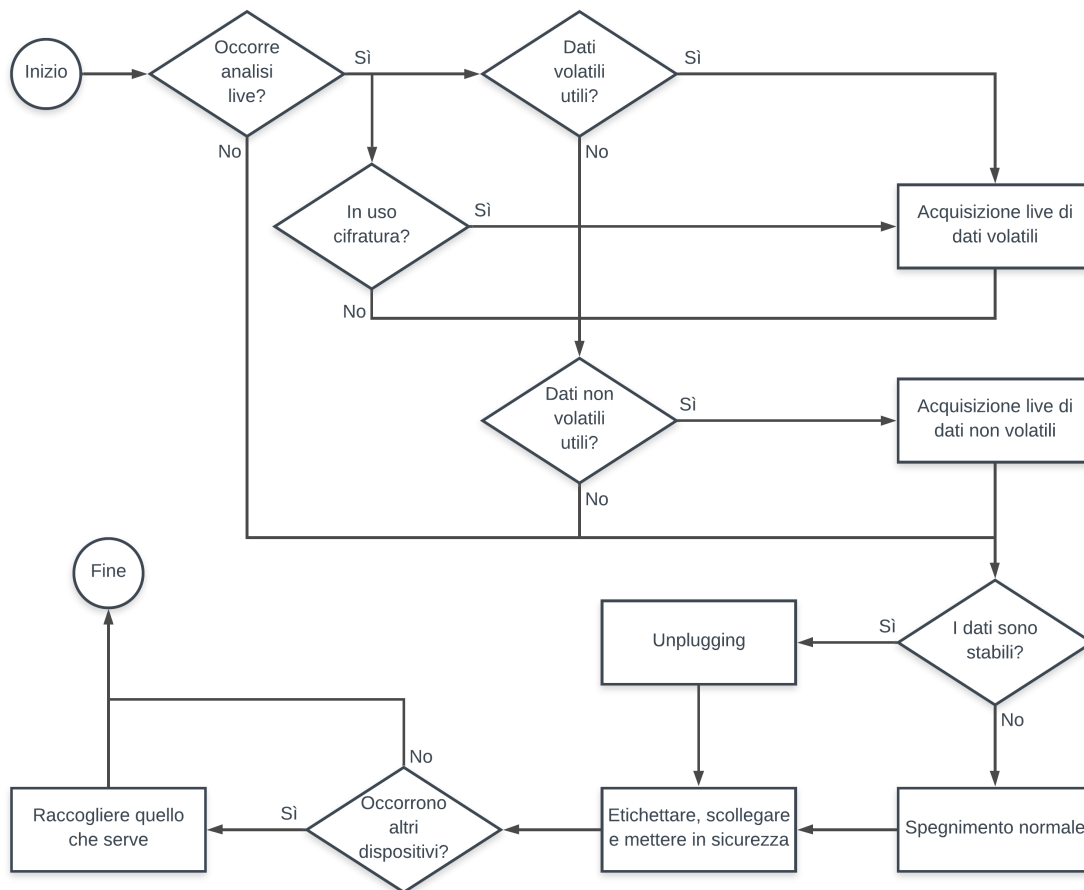 Inizio
Occorre
analisi
live?
Sì
Dati
volatili
utili?
Sì
No
No
In uso
cifratura?
Sì
Acquisizione live di
dati volatili
No
Dati non
volatili
utili?
Sì
Acquisizione live di
dati non volatili
No
Fine
I dati sono
stabili?
Sì
Unplugging
No
No
Raccogliere quello
che serve
Sì
Occorrono
altri
dispositivi?
Etichettare, scollegare
e mettere in sicurezza
Spegnimento normale